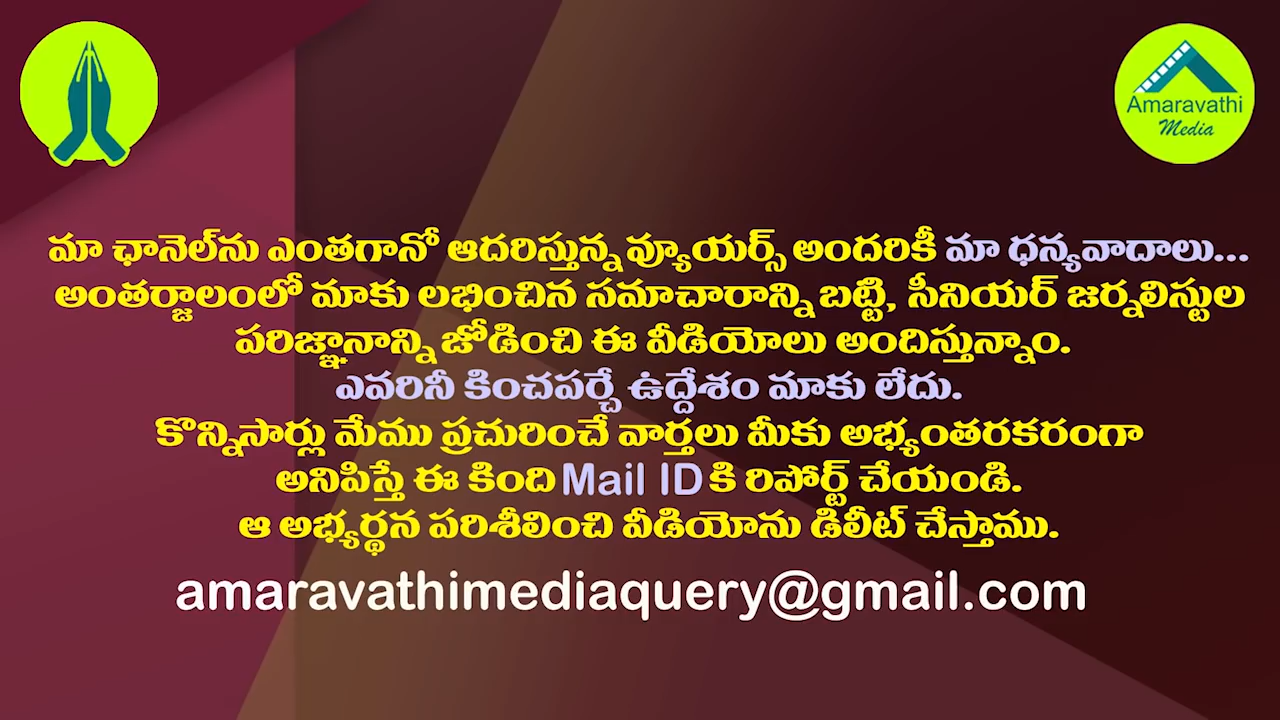 Amaravathi
Media
మా ఛానెల్‌ను ఎంతగానో ఆదరిస్తున్న వ్యూయర్స్ అందరికీ మా ధన్యవాదాలు...
అంతర్జాలంలో మాకు లభించిన సమాచారాన్ని బట్టి, సీనియర్ జర్నలిస్టుల
పరిజ్ఞానాన్ని జోడించి ఈ వీడియోలు అందిస్తున్నాం.
ఎవరినీ కించపర్చే ఉద్దేశం మాకు లేదు.
కొన్నిసార్లు మేము ప్రచురించే వార్తలు మీకు అభ్యంతరకరంగా
అనిపిస్తే ఈ కింది Mail ID కి రిపోర్ట్ చేయండి.
ఆ అభ్యర్థన పరిశీలించి వీడియోను డిలీట్ చేస్తాము.
amaravathimediaquery@gmail.com